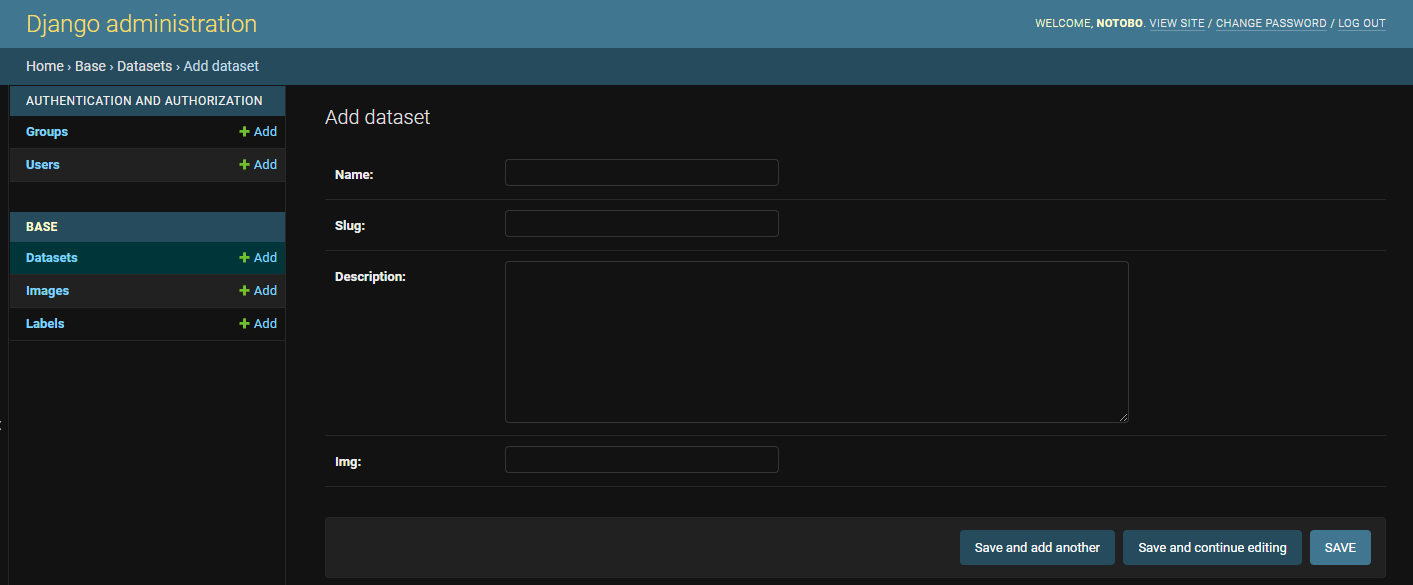 Django administration
WELCOME, NOTOBO. VIEW SITE / CHANGE PASSWORD / LOG OUT
Home › Base › Datasets › Add dataset
AUTHENTICATION AND AUTHORIZATION
Groups + Add
Users + Add
BASE
Datasets + Add
Images + Add
Labels + Add
Add dataset
Name:
Slug:
Description:
Img:
Save and add another
Save and continue editing
SAVE